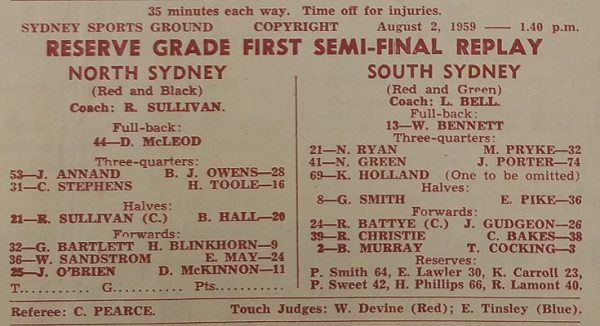 35 minutes each way. Time off for injuries.
SYDNEY SPORTS GROUND COPYRIGHT August 2, 1959 — 1.40 p.m.
RESERVE GRADE FIRST SEMI-FINAL REPLAY
NORTH SYDNEY
(Red and Black)
Coach: R. SULLIVAN.
Full-back:
44—D. McLEOD
Three-quarters:
53—J. ANNAND B. J. OWENS—28
31—C. STEPHENS H. TOOLE—16
Halves:
21—R. SULLIVAN (C.) B. HALL—20
Forwards:
32—G. BARTLETT H. BLINKHORN—9
36—W. SANDSTROM E. MAY—24
25—J. O'BRIEN D. McKINNON—11
T........... G........... Pts...........
SOUTH SYDNEY
(Red and Green)
Coach: L. BELL.
Full-back:
13—W. BENNETT
Three-quarters:
21—N. RYAN M. PRYKE—32
41—N. GREEN J. PORTER—74
69—K. HOLLAND (One to be omitted)
Halves:
8—G. SMITH E. PIKE—36
Forwards:
24—R. BATTYE (C.) J. GUDGEON—26
39—R. CHRISTIE C. BAKES—38
2—B. MURRAY T. COCKING—3
Reserves:
P. Smith 64, E. Lawler 30, K. Carroll 23,
P. Sweet 42, H. Phillips 66, R. Lamont 40.
Referee: C. PEARCE. Touch Judges: W. Devine (Red); E. Tinsley (Blue).